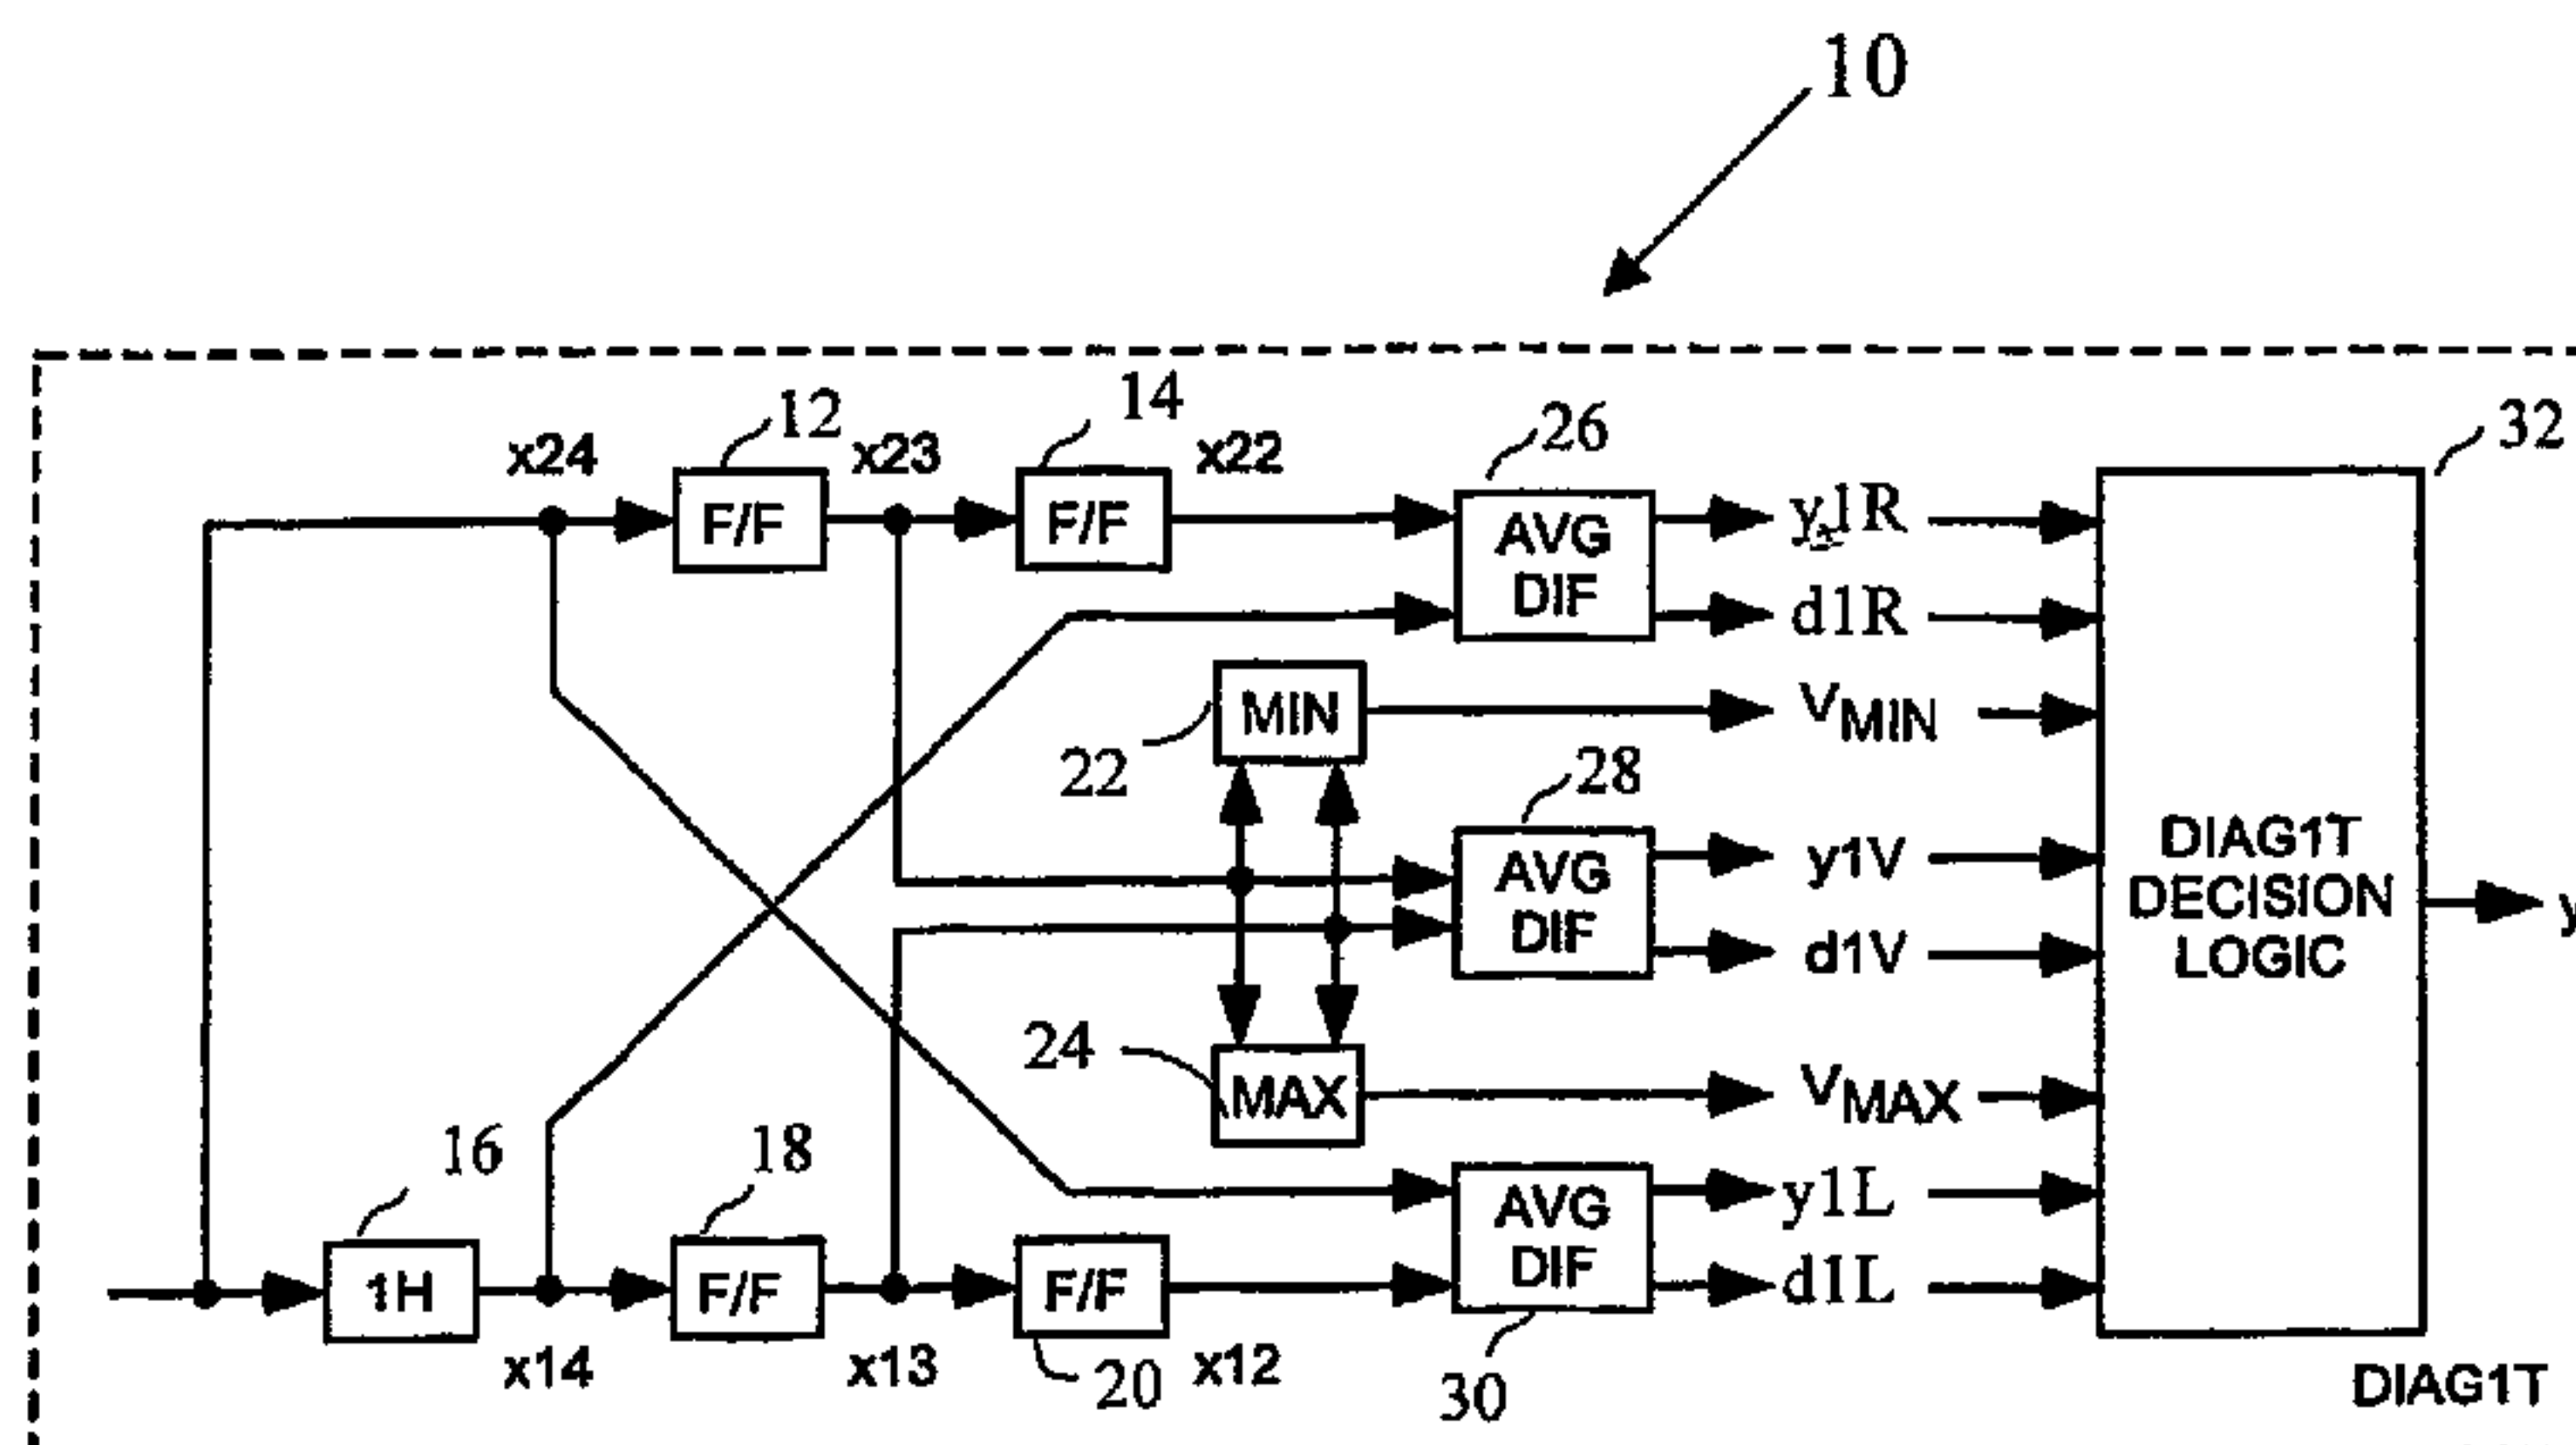 10
12
14
26
32
x24
x23
x22
F/F
F/F
AVG
DIF
y1R
d1R
MIN
22
VMIN
28
AVG
DIF
y1V
d1V
DIAG1T
DECISION
LOGIC
y
24
MAX
VMAX
16
18
1H
F/F
F/F
AVG
DIF
y1L
d1L
x14
x13
20
x12
30
DIAG1T